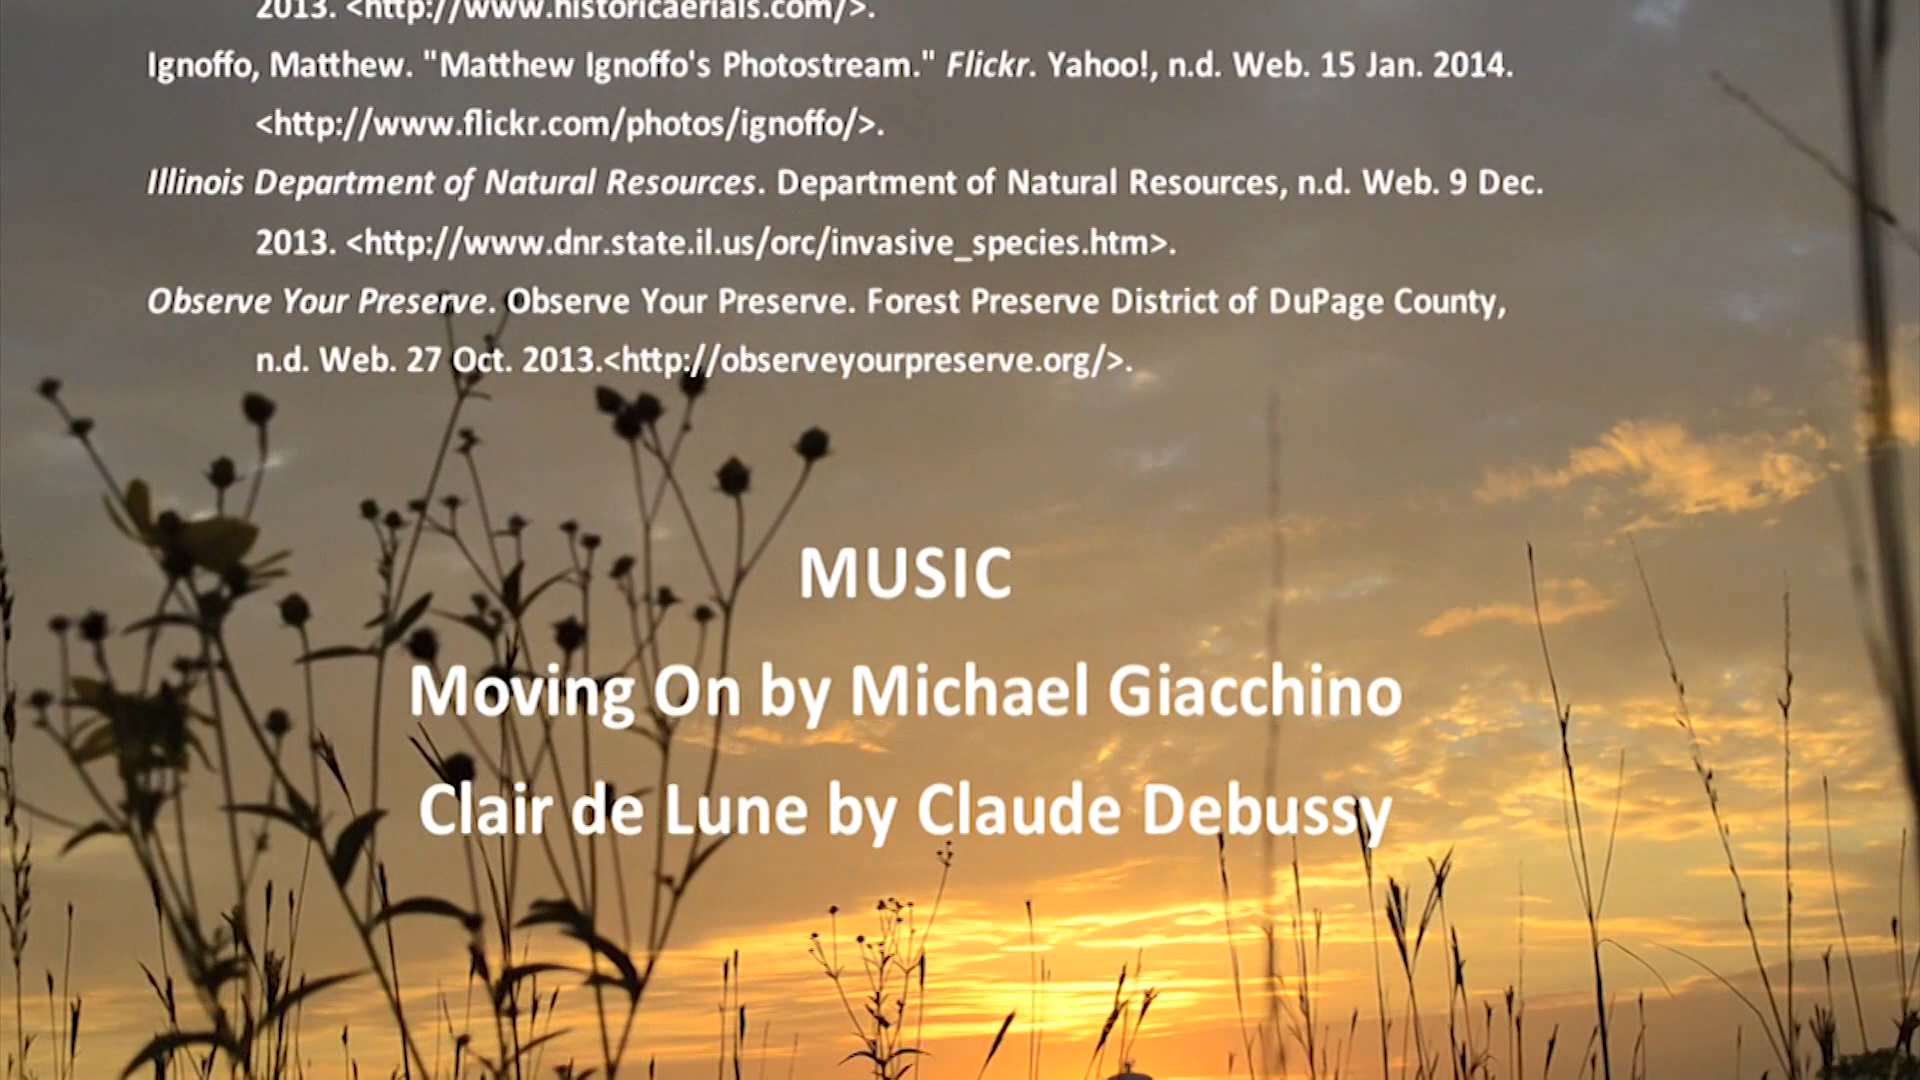 2013. <http://www.historicaerials.com/>.
Ignoffo, Matthew. "Matthew Ignoffo's Photostream." Flickr. Yahoo!, n.d. Web. 15 Jan. 2014.
<http://www.flickr.com/photos/ignoffo/>.
Illinois Department of Natural Resources. Department of Natural Resources, n.d. Web. 9 Dec.
2013. <http://www.dnr.state.il.us/orc/invasive_species.htm>.
Observe Your Preserve. Observe Your Preserve. Forest Preserve District of DuPage County,
n.d. Web. 27 Oct. 2013.<http://observeyourpreserve.org/>.
MUSIC
Moving On by Michael Giacchino
Clair de Lune by Claude Debussy